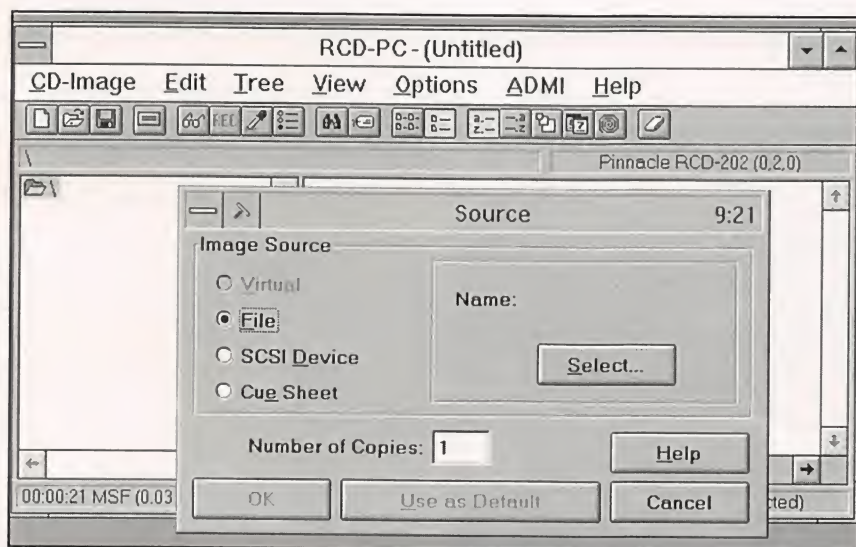 RCD-PC - (Untitled)
CD-Image Edit Tree View Options ADMI Help
REC
\
Pinnacle RCD-202 (0,2,0)
\
Source 9:21
Image Source
Virtual
File
SCSI Device
Cue Sheet
Name:
Select...
Number of Copies: 1
Help
00:00:21 MSF (0.03
OK
Use as Default
Cancel
cted)